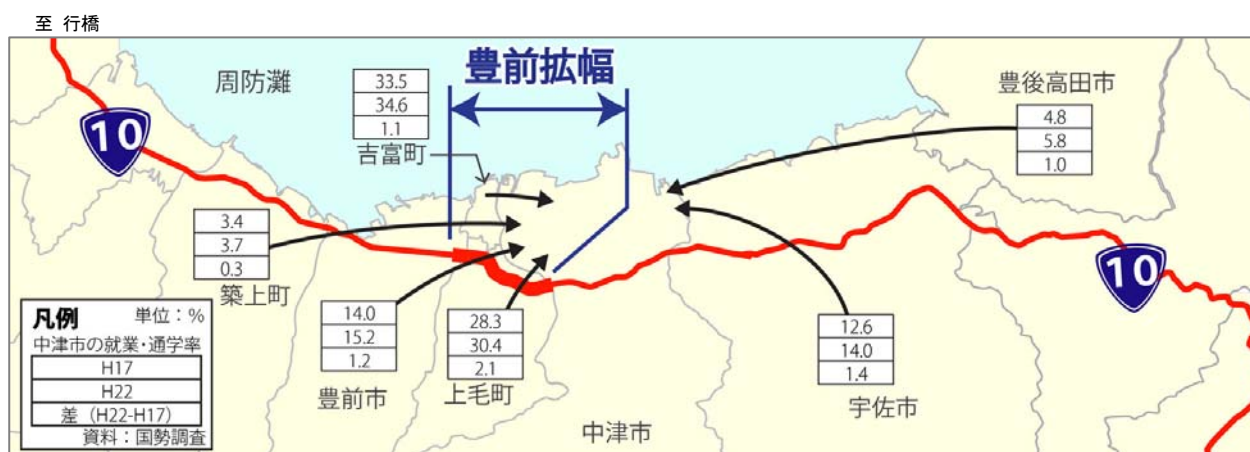 至 行橋
周防灘
豊前拡幅
豊後高田市
33.5
34.6
1.1
吉富町
4.8
5.8
1.0
10
3.4
3.7
0.3
築上町
14.0
15.2
1.2
豊前市
28.3
30.4
2.1
上毛町
12.6
14.0
1.4
宇佐市
10
中津市
凡例 単位：%
中津市の就業・通学率
H17
H22
差（H22-H17）
資料：国勢調査